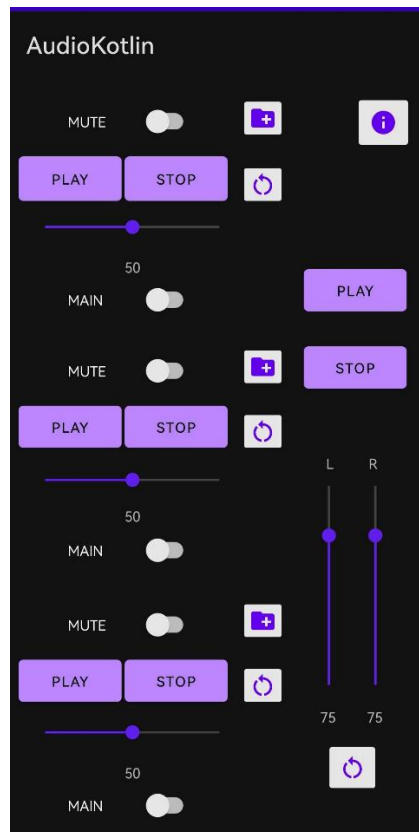 AudioKotlin
MUTE
PLAY STOP
50
MAIN
PLAY
MUTE
STOP
PLAY STOP
L R
50
MAIN
MUTE
PLAY STOP
75 75
50
MAIN